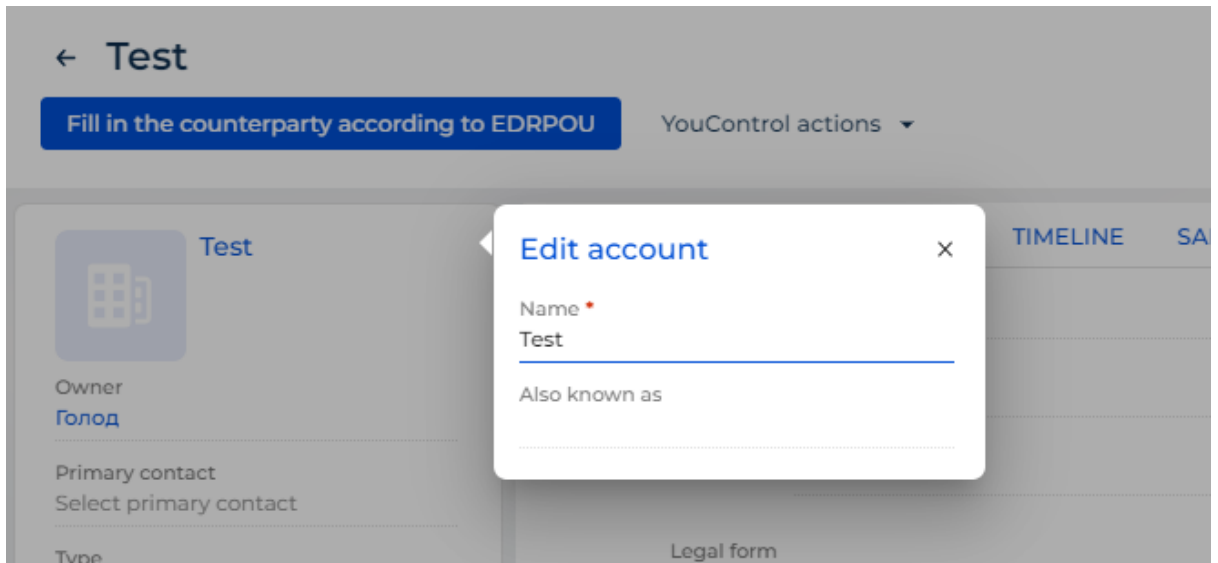 ← Test
Fill in the counterparty according to EDRPOU
YouControl actions
Test
Edit account
Name *
Test
Also known as
TIMELINE
Owner
Голод
Primary contact
Select primary contact
Type
Legal form